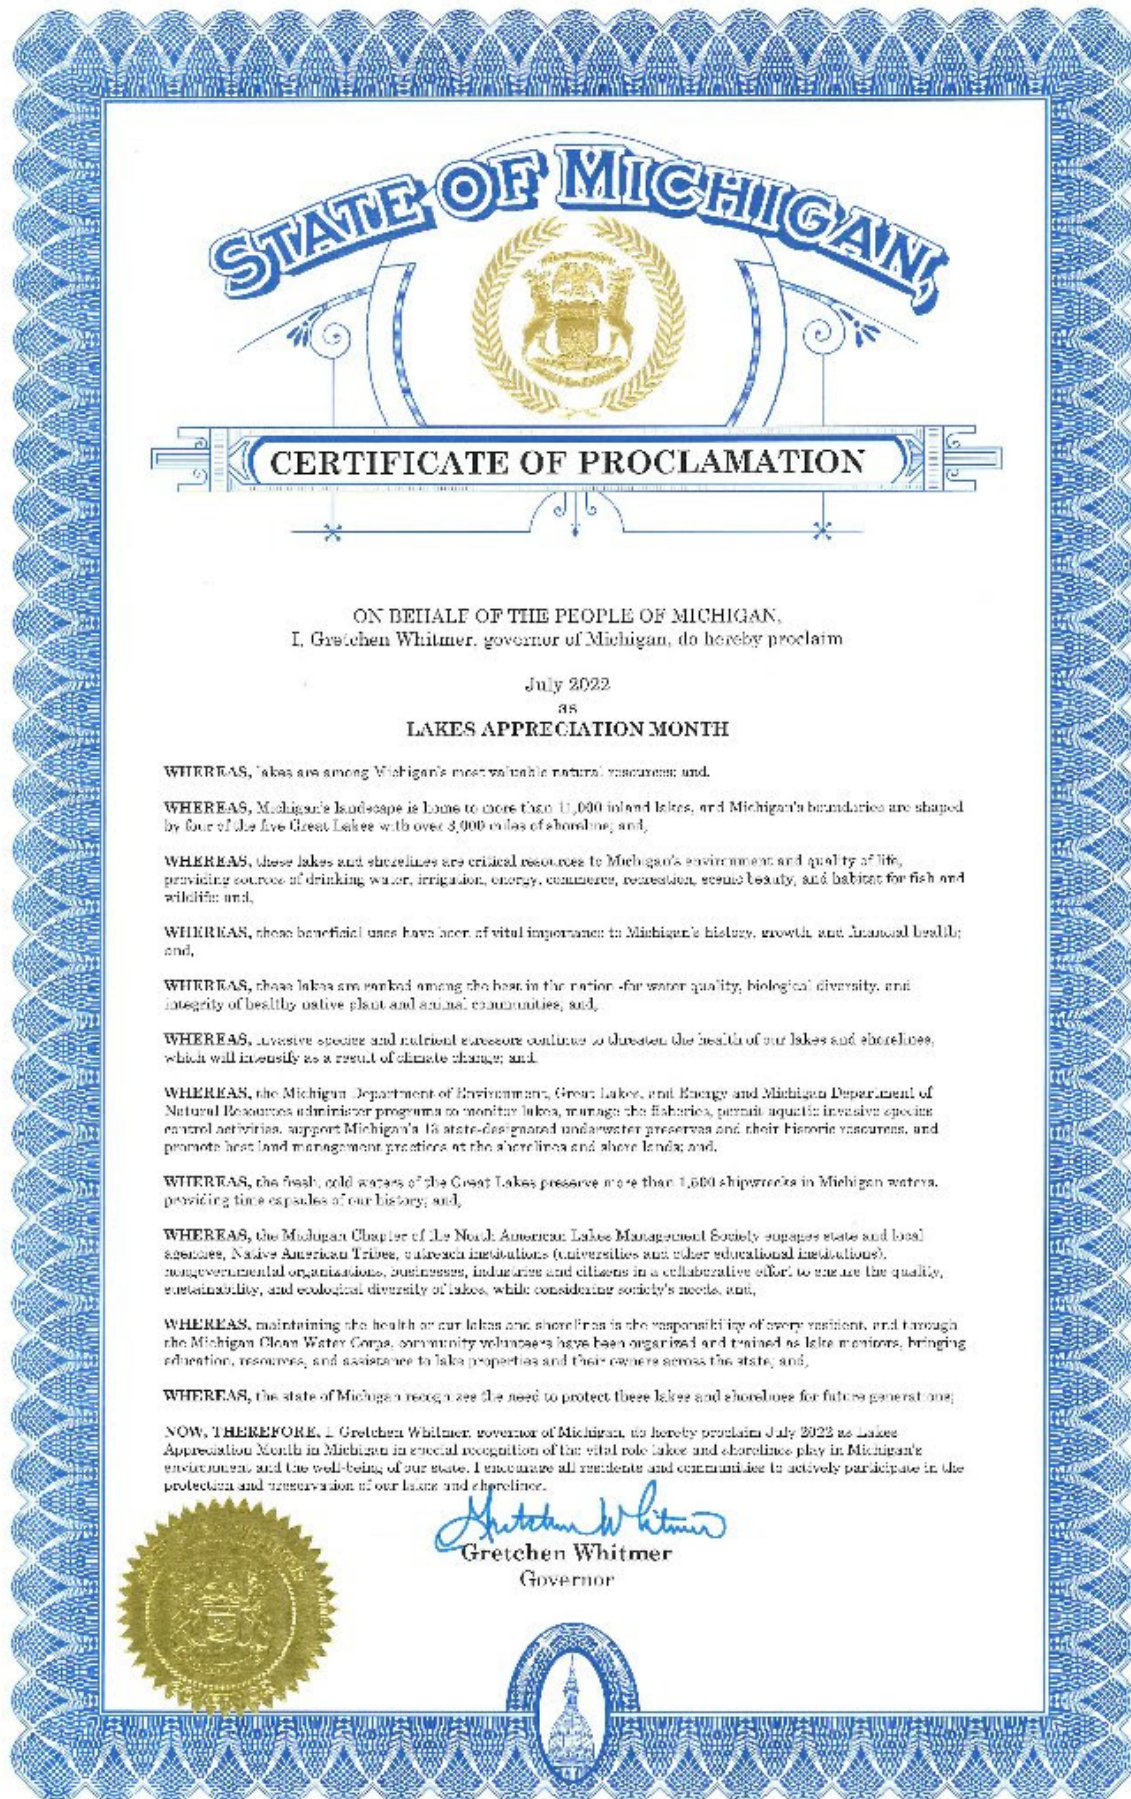 STATE OF MICHIGAN,
CERTIFICATE OF PROCLAMATION
ON BEHALF OF THE PEOPLE OF MICHIGAN,
I, Gretchen Whitmer, governor of Michigan, do hereby proclaim
July 2022
as
LAKES APPRECIATION MONTH
WHEREAS, lakes are among Michigan's most valuable natural resources; and,
WHEREAS, Michigan's landscape is home to more than 11,000 inland lakes, and Michigan's boundaries are shaped
by four of the five Great Lakes with over 3,000 miles of shoreline; and,
WHEREAS, these lakes and shorelines are critical resources to Michigan's environment and quality of life,
providing sources of drinking water, irrigation, energy, commerce, recreation, scenic beauty, and habitat for fish and
wildlife; and,
WHEREAS, these beneficial uses have been of vital importance to Michigan's history, growth, and financial health;
and,
WHEREAS, these lakes are ranked among the best in the nation -for water quality, biological diversity, and
integrity of healthy native plant and animal communities; and,
WHEREAS, invasive species and nutrient stressors continue to threaten the health of our lakes and shorelines,
which will intensify as a result of climate change; and,
WHEREAS, the Michigan Department of Environment, Great Lakes, and Energy and Michigan Department of
Natural Resources administer programs to monitor lakes, manage the fisheries, permit aquatic invasive species
control activities, support Michigan's 13 state-designated underwater preserves and their historic resources, and
promote best land management practices at the shorelines and shore lands; and,
WHEREAS, the fresh, cold waters of the Great Lakes preserve more than 1,500 shipwrecks in Michigan waters,
providing time capsules of our history; and,
WHEREAS, the Michigan Chapter of the North American Lakes Management Society engages state and local
agencies, Native American Tribes, outreach institutions (universities and other educational institutions),
nongovernmental organizations, businesses, industries and citizens in a collaborative effort to ensure the quality,
sustainability, and ecological diversity of lakes, while considering society's needs; and,
WHEREAS, maintaining the health or our lakes and shorelines is the responsibility of every resident, and through
the Michigan Clean Water Corps, community volunteers have been organized and trained as lake monitors, bringing
education, resources, and assistance to lake properties and their owners across the state; and,
WHEREAS, the state of Michigan recognizes the need to protect these lakes and shorelines for future generations;
NOW, THEREFORE, I, Gretchen Whitmer, governor of Michigan, do hereby proclaim July 2022 as Lakes
Appreciation Month in Michigan in special recognition of the vital role lakes and shorelines play in Michigan's
environment and the well-being of our state. I encourage all residents and communities to actively participate in the
protection and preservation of our lakes and shorelines.
Gretchen Whitmer
Gretchen Whitmer
Governor